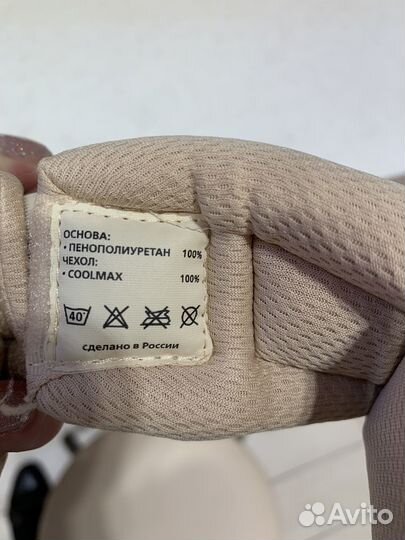 ОСНОВА:
• ПЕНОПОЛИУРЕТАН 100%
ЧЕХОЛ:
• COOLMAX 100%
40°
сделано в России
Avito